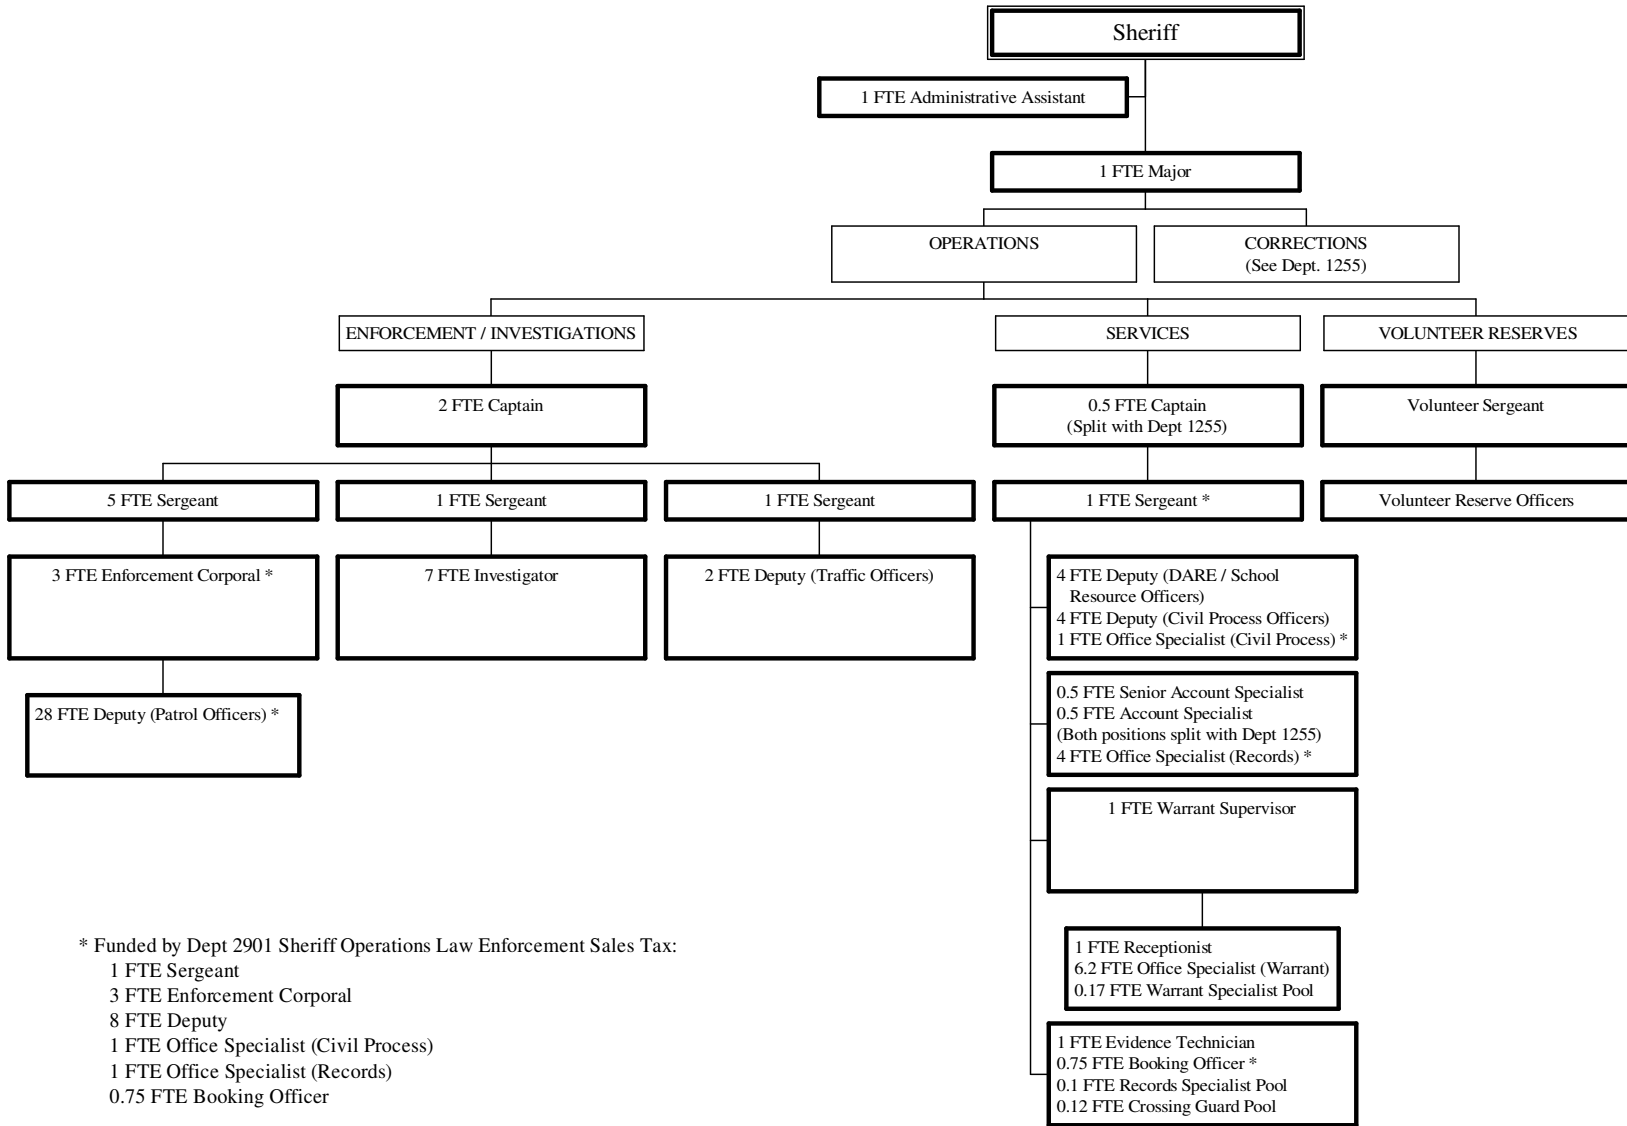 Sheriff
1 FTE Administrative Assistant
1 FTE Major
OPERATIONS
CORRECTIONS
(See Dept. 1255)
ENFORCEMENT / INVESTIGATIONS
SERVICES
VOLUNTEER RESERVES
2 FTE Captain
0.5 FTE Captain
(Split with Dept 1255)
Volunteer Sergeant
5 FTE Sergeant
1 FTE Sergeant
1 FTE Sergeant
1 FTE Sergeant *
Volunteer Reserve Officers
3 FTE Enforcement Corporal *
7 FTE Investigator
2 FTE Deputy (Traffic Officers)
4 FTE Deputy (DARE / School
Resource Officers)
4 FTE Deputy (Civil Process Officers)
1 FTE Office Specialist (Civil Process) *
28 FTE Deputy (Patrol Officers) *
0.5 FTE Senior Account Specialist
0.5 FTE Account Specialist
(Both positions split with Dept 1255)
4 FTE Office Specialist (Records) *
1 FTE Warrant Supervisor
1 FTE Receptionist
6.2 FTE Office Specialist (Warrant)
0.17 FTE Warrant Specialist Pool
1 FTE Evidence Technician
0.75 FTE Booking Officer *
0.1 FTE Records Specialist Pool
0.12 FTE Crossing Guard Pool
* Funded by Dept 2901 Sheriff Operations Law Enforcement Sales Tax:
1 FTE Sergeant
3 FTE Enforcement Corporal
8 FTE Deputy
1 FTE Office Specialist (Civil Process)
1 FTE Office Specialist (Records)
0.75 FTE Booking Officer